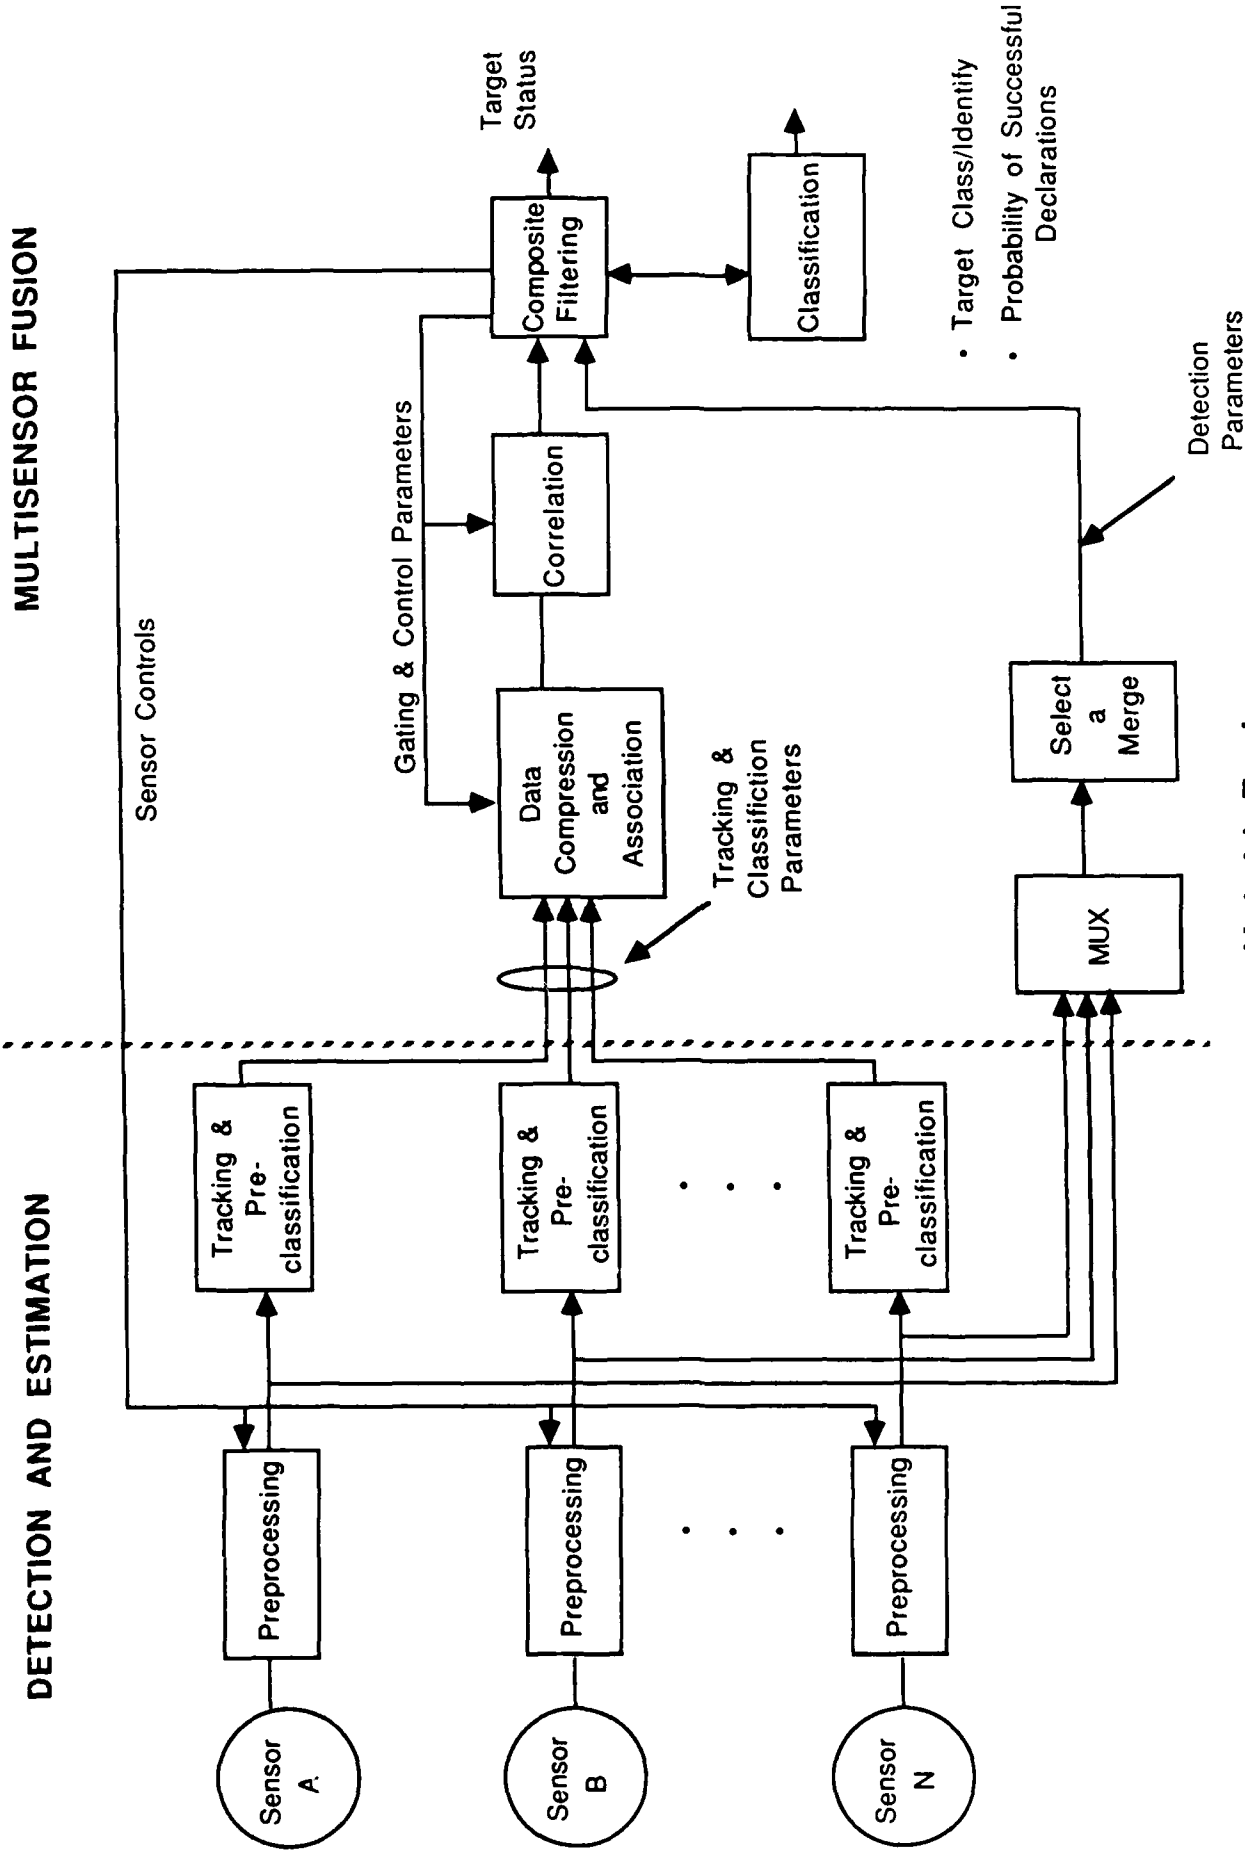 DETECTION AND ESTIMATION
MULTISENSOR FUSION
Sensor Controls
Gating & Control Parameters
Sensor
A
Preprocessing
Tracking &
Pre-
classification
Sensor
B
Preprocessing
Tracking &
Pre-
classification
Sensor
N
Preprocessing
Tracking &
Pre-
classification
Data
Compression
and
Association
Correlation
Composite
Filtering
Target
Status
Tracking &
Classifiction
Parameters
Classification
• Target Class/Identify
• Probability of Successful
Declarations
MUX
Select
a
Merge
Detection
Parameters